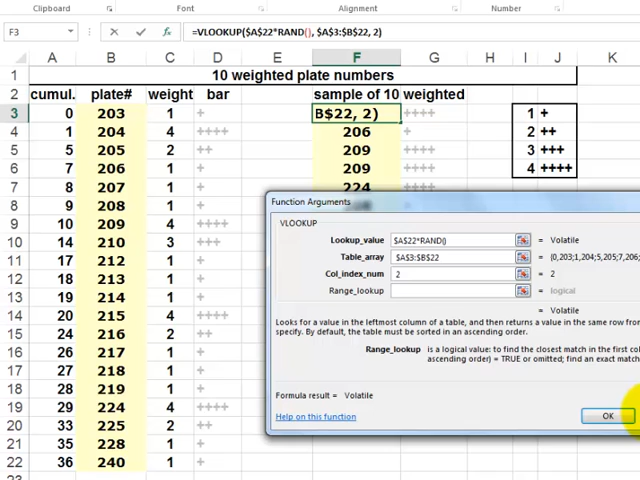 Clipboard Font Alignment Number
F3 =VLOOKUP($A$22*RAND(), $A$3:$B$22, 2)
A B C D E F G H I J K
1 10 weighted plate numbers
2 cumul. plate# weight bar sample of 10 weighted
3 0 203 1 + B$22, 2) ++++ 1 +
4 1 204 4 ++++ 206 + 2 ++
5 5 205 2 ++ 209 ++++ 3 +++
6 7 206 1 + 209 ++++ 4 ++++
7 8 207 1 + 224 ++++
8 9 208 1 +
9 10 209 4 ++++
10 14 210 3 +++
11 17 212 1 +
12 18 213 1 +
13 19 214 1 +
14 20 215 4 ++++
15 24 216 2 ++
16 26 217 1 +
17 27 218 1 +
18 28 219 1 +
19 29 224 4 ++++
20 33 225 2 ++
21 35 228 1 +
22 36 240 1 +
23
Function Arguments
VLOOKUP
Lookup_value $A$22*RAND() = Volatile
Table_array $A$3:$B$22 = {0,203;1,204;5,205;7,206;
Col_index_num 2 = 2
Range_lookup = logical
= Volatile
Looks for a value in the leftmost column of a table, and then returns a value in the same row from
specify. By default, the table must be sorted in an ascending order.
Range_lookup is a logical value: to find the closest match in the first
ascending order) = TRUE or omitted; find an exact match
Formula result = Volatile
Help on this function
OK